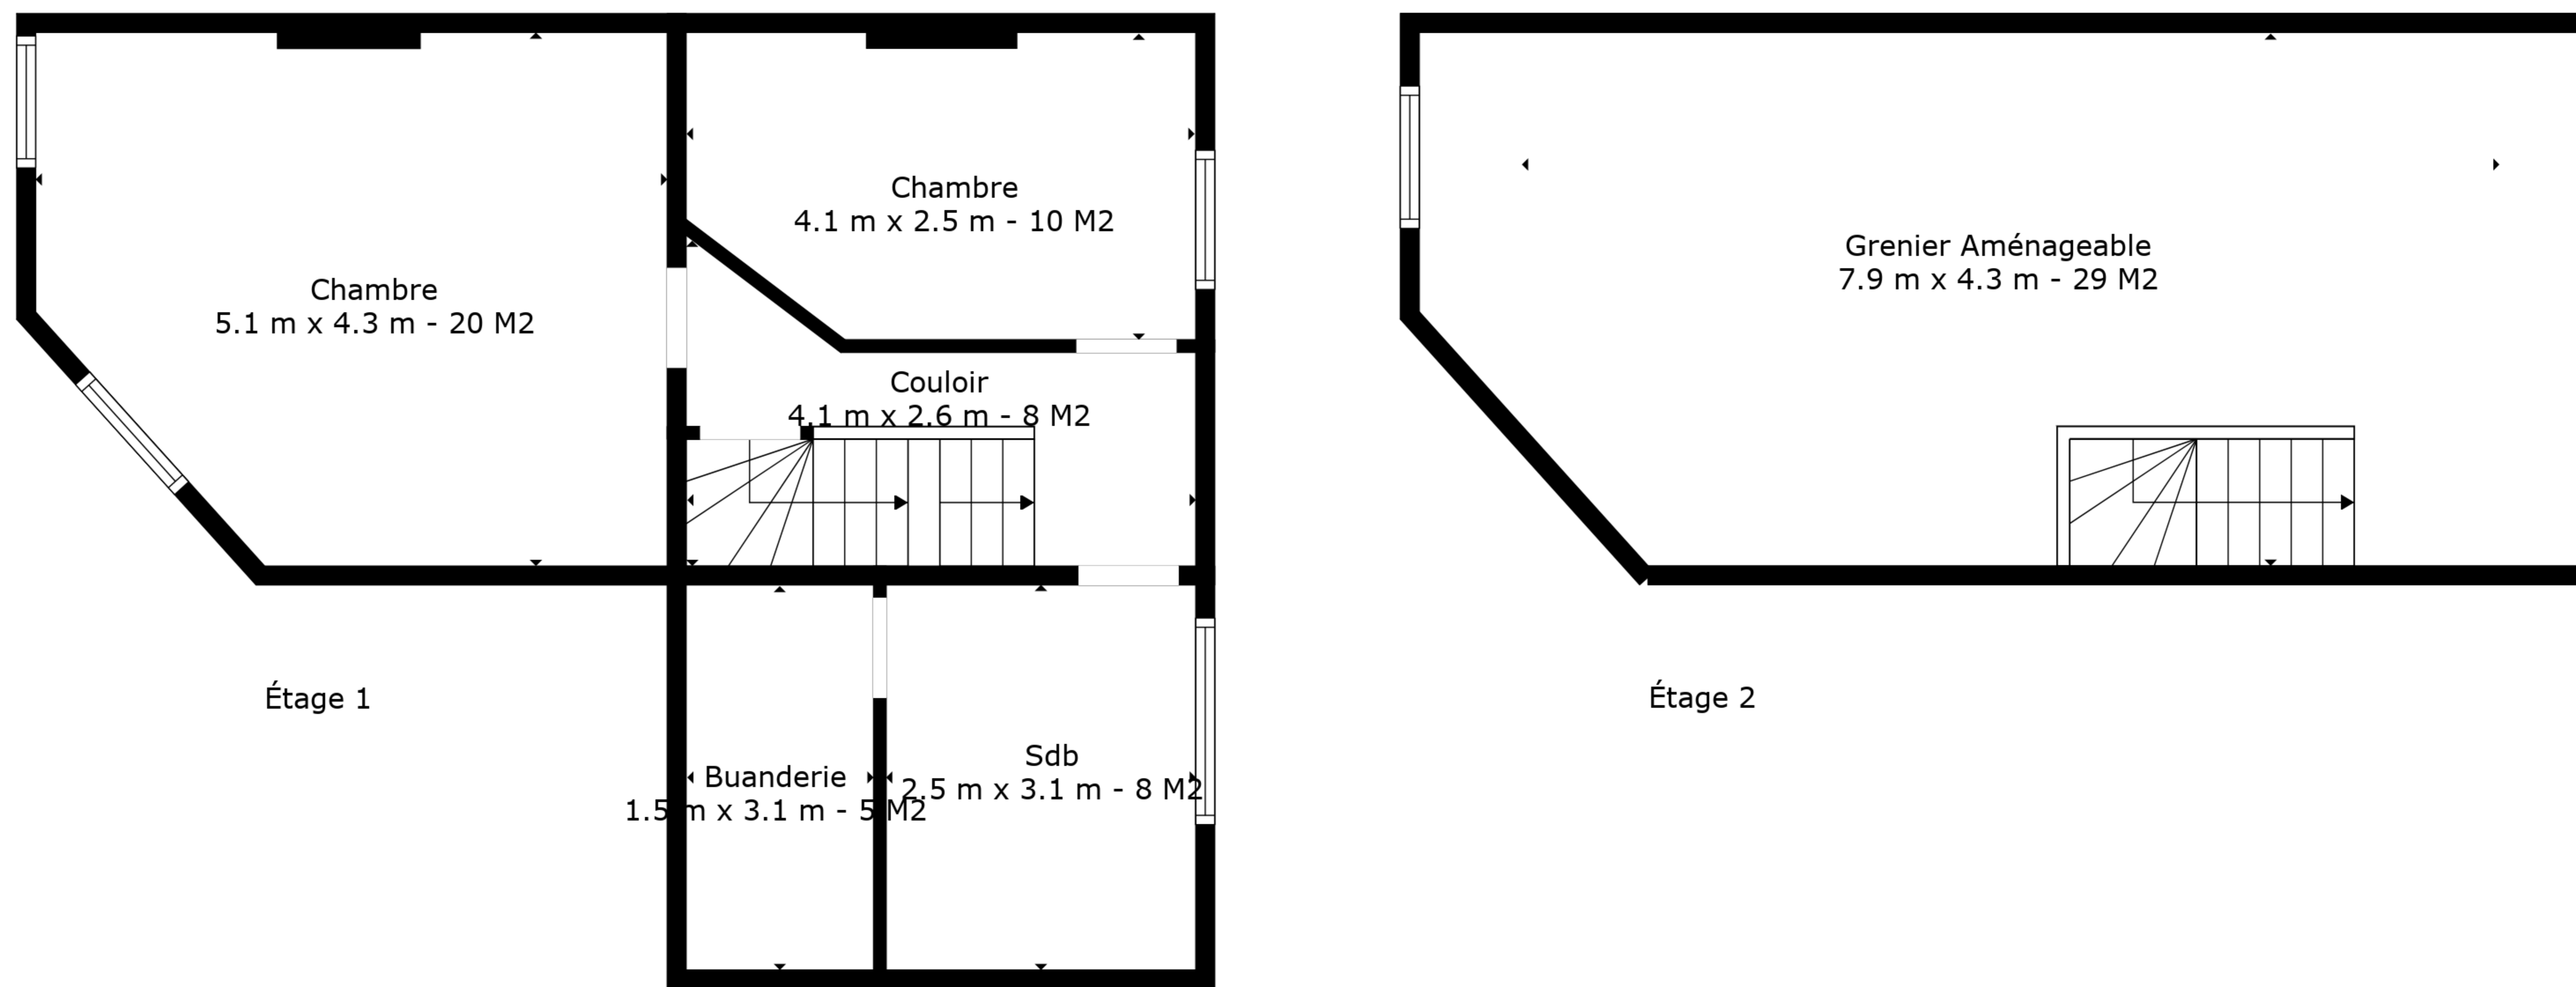 Chambre
5.1 m x 4.3 m - 20 M2
Chambre
4.1 m x 2.5 m - 10 M2
Couloir
4.1 m x 2.6 m - 8 M2
Buanderie
1.5 m x 3.1 m - 5 M2
Sdb
2.5 m x 3.1 m - 8 M2
Étage 1
Grenier Aménageable
7.9 m x 4.3 m - 29 M2
Étage 2